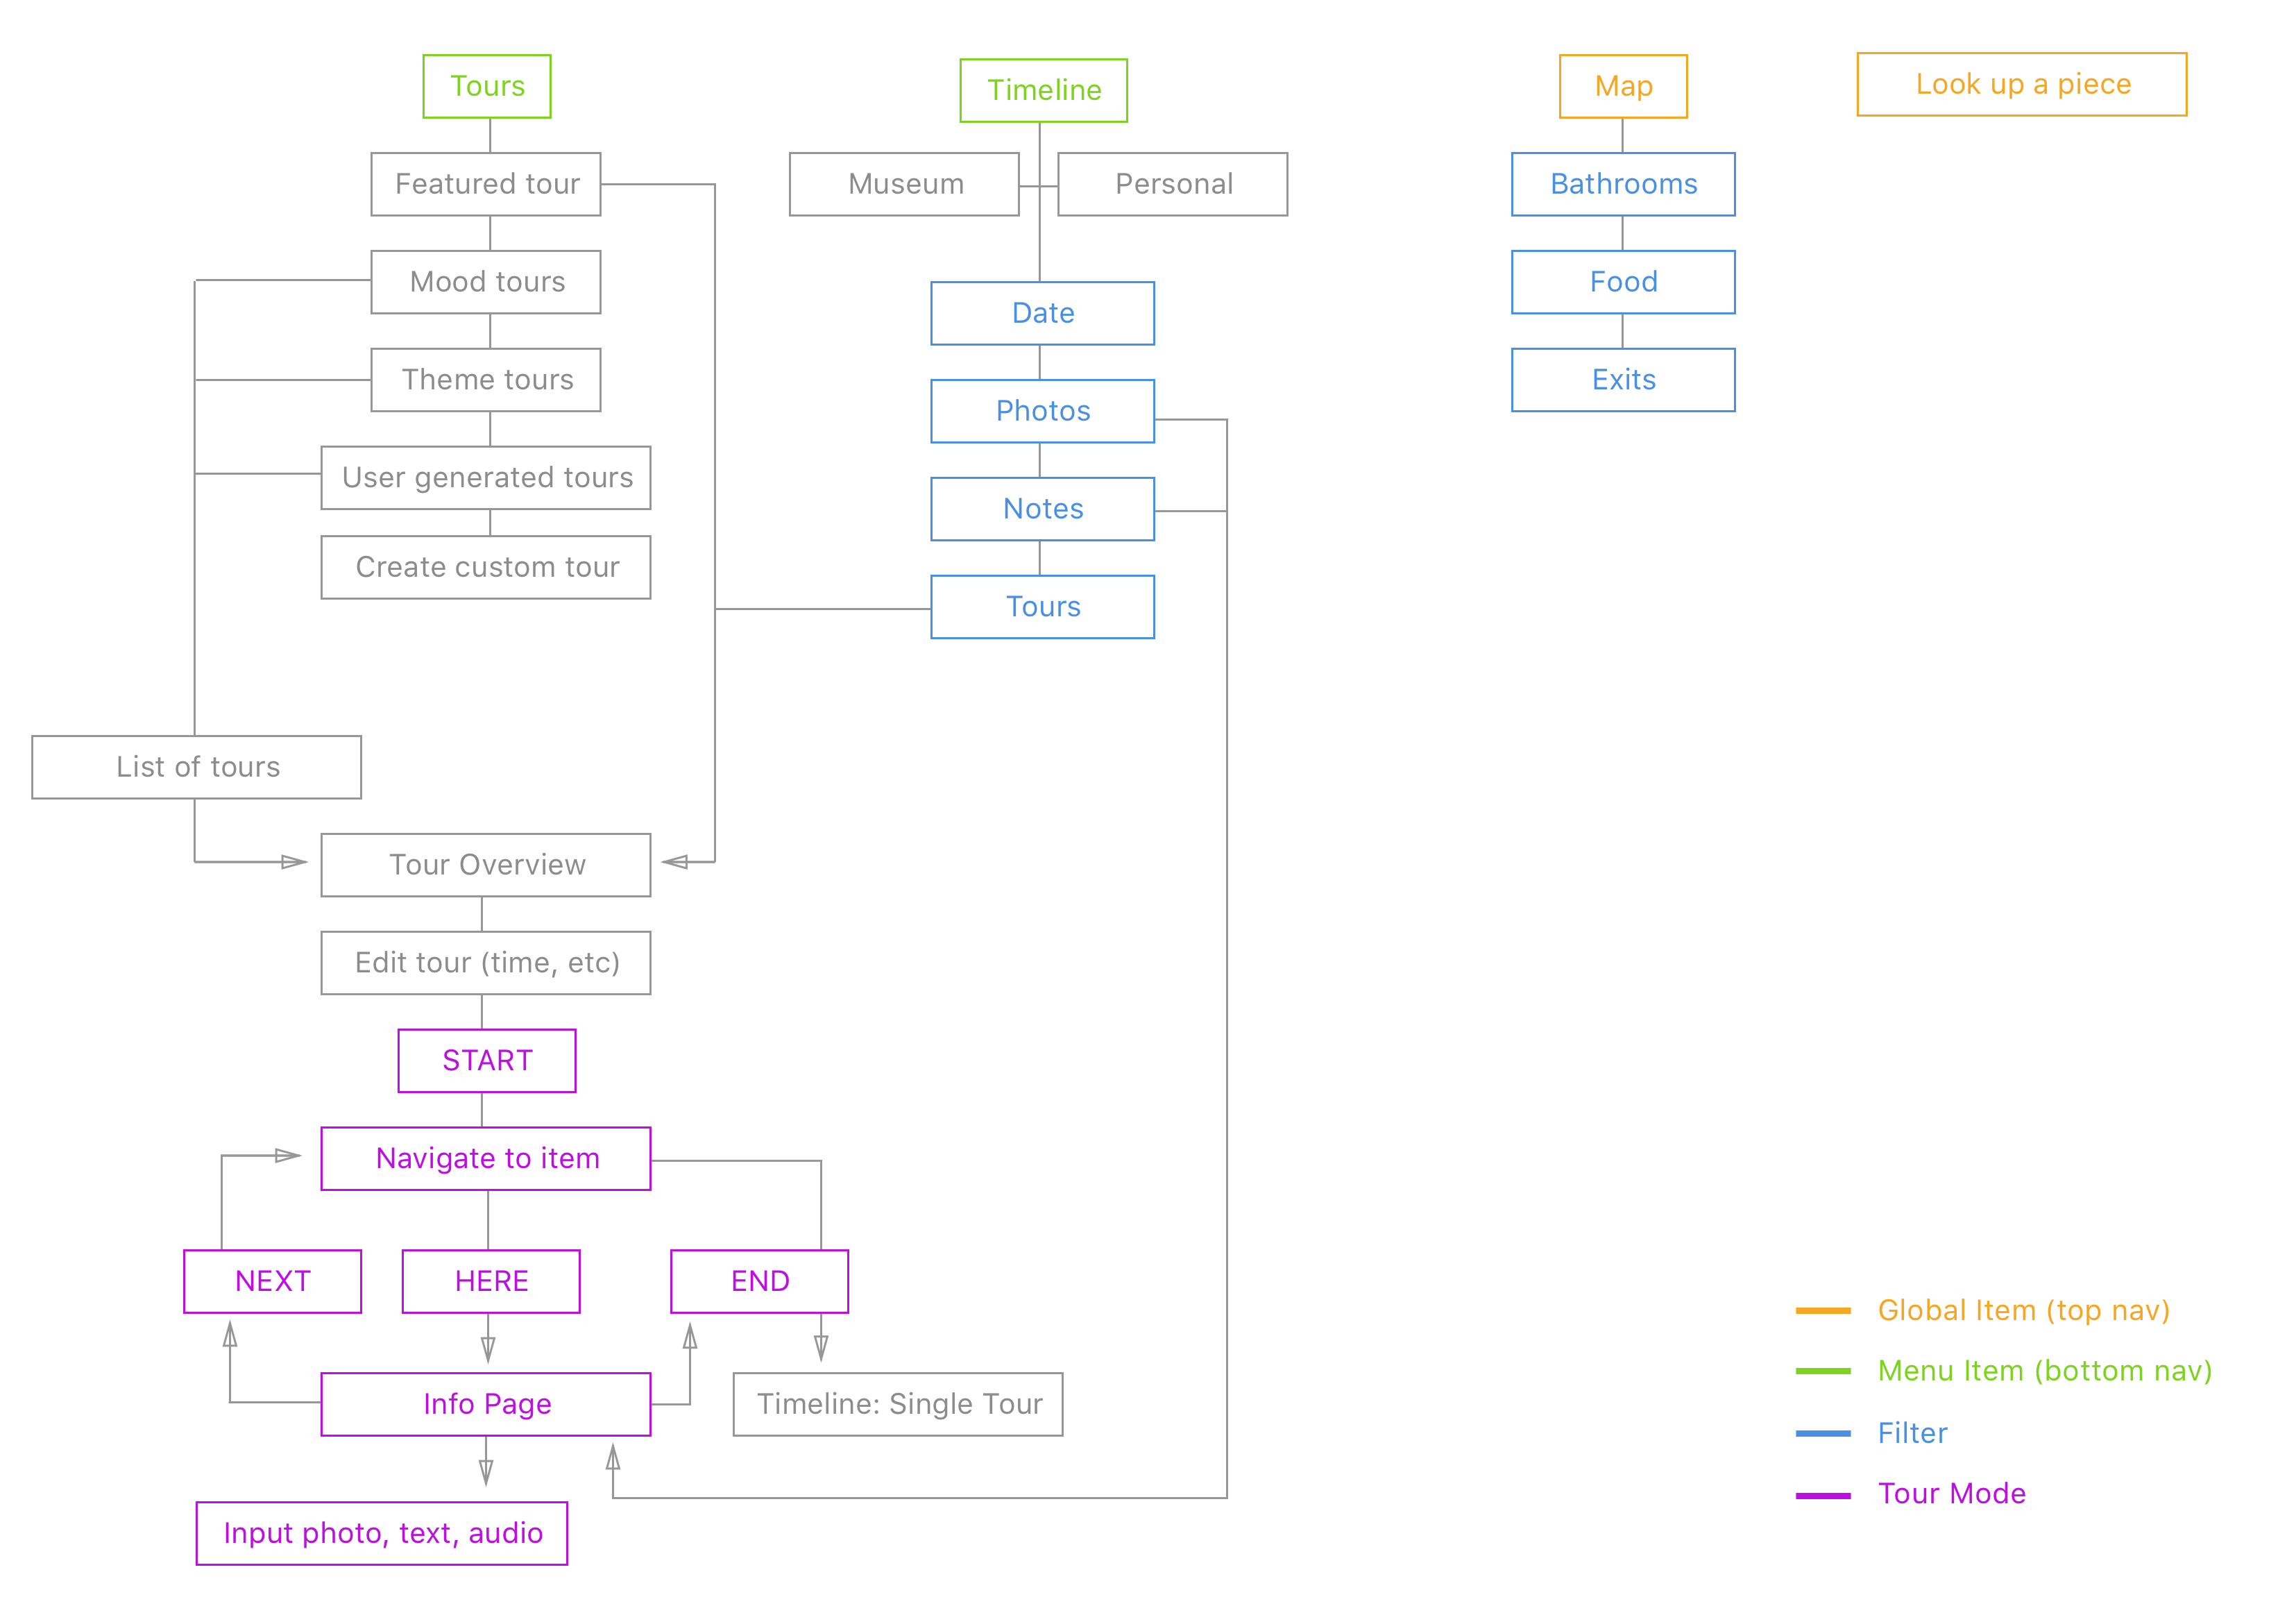 Tours
Timeline
Map
Look up a piece
Featured tour
Museum
Personal
Bathrooms
Mood tours
Food
Date
Theme tours
Exits
Photos
User generated tours
Notes
Create custom tour
Tours
List of tours
Tour Overview
Edit tour (time, etc)
START
Navigate to item
NEXT
HERE
END
Info Page
Timeline: Single Tour
Input photo, text, audio
Global Item (top nav)
Menu Item (bottom nav)
Filter
Tour Mode